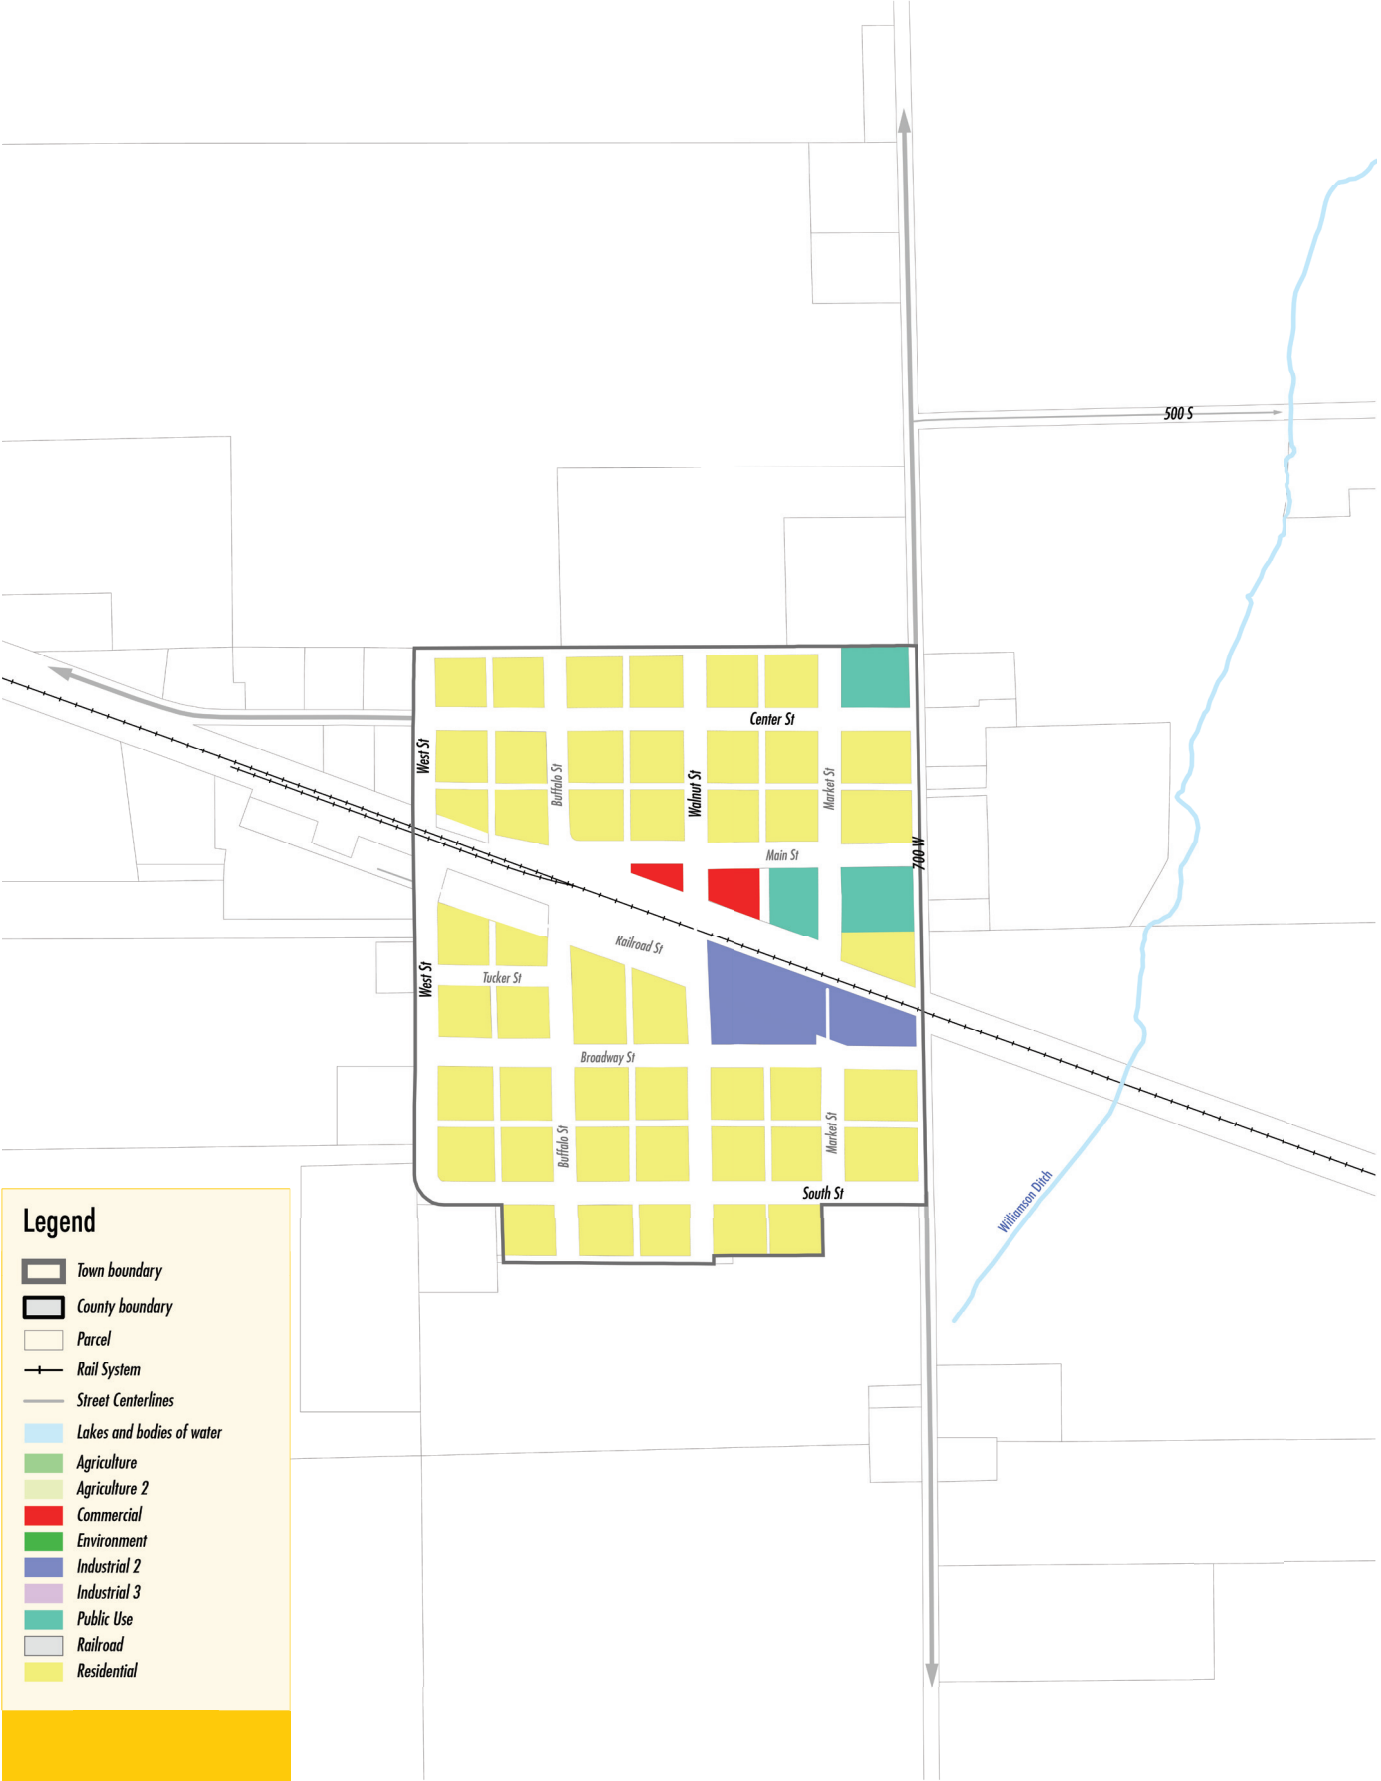 500 S
Center St
West St
Buffalo St
Walnut St
Market St
Main St
700 W
Kailroad St
West St
Tucker St
Broadway St
Buffalo St
Market St
South St
Williamson Ditch
Legend
Town boundary
County boundary
Parcel
Rail System
Street Centerlines
Lakes and bodies of water
Agriculture
Agriculture 2
Commercial
Environment
Industrial 2
Industrial 3
Public Use
Railroad
Residential